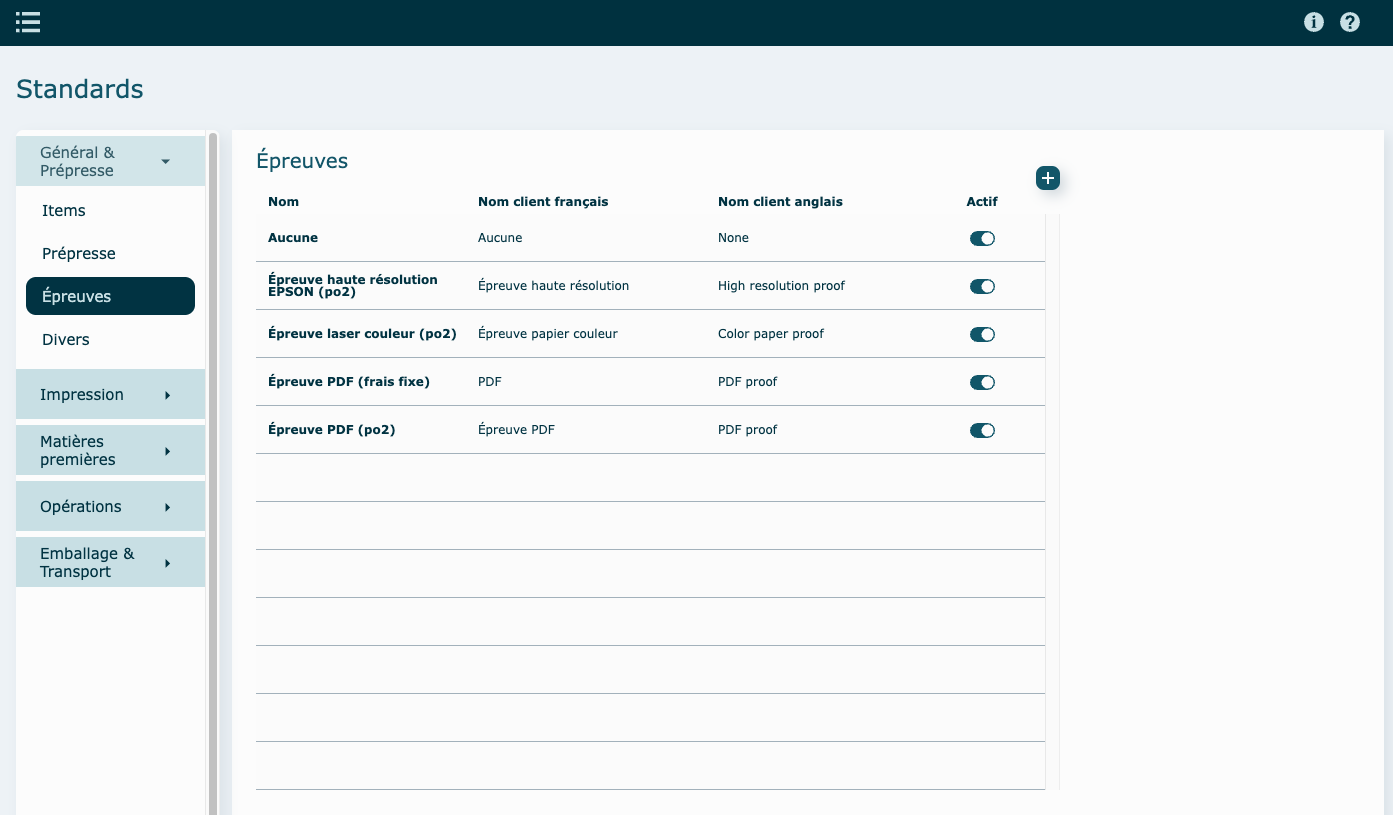 Standards
Général &
Prépresse
Items
Prépresse
Épreuves
Divers
Impression
Matières
premières
Opérations
Emballage &
Transport
Épreuves
Nom Nom client français Nom client anglais Actif
Aucune Aucune None
Épreuve haute résolution
EPSON (po2) Épreuve haute résolution High resolution proof
Épreuve laser couleur (po2) Épreuve papier couleur Color paper proof
Épreuve PDF (frais fixe) PDF PDF proof
Épreuve PDF (po2) Épreuve PDF PDF proof